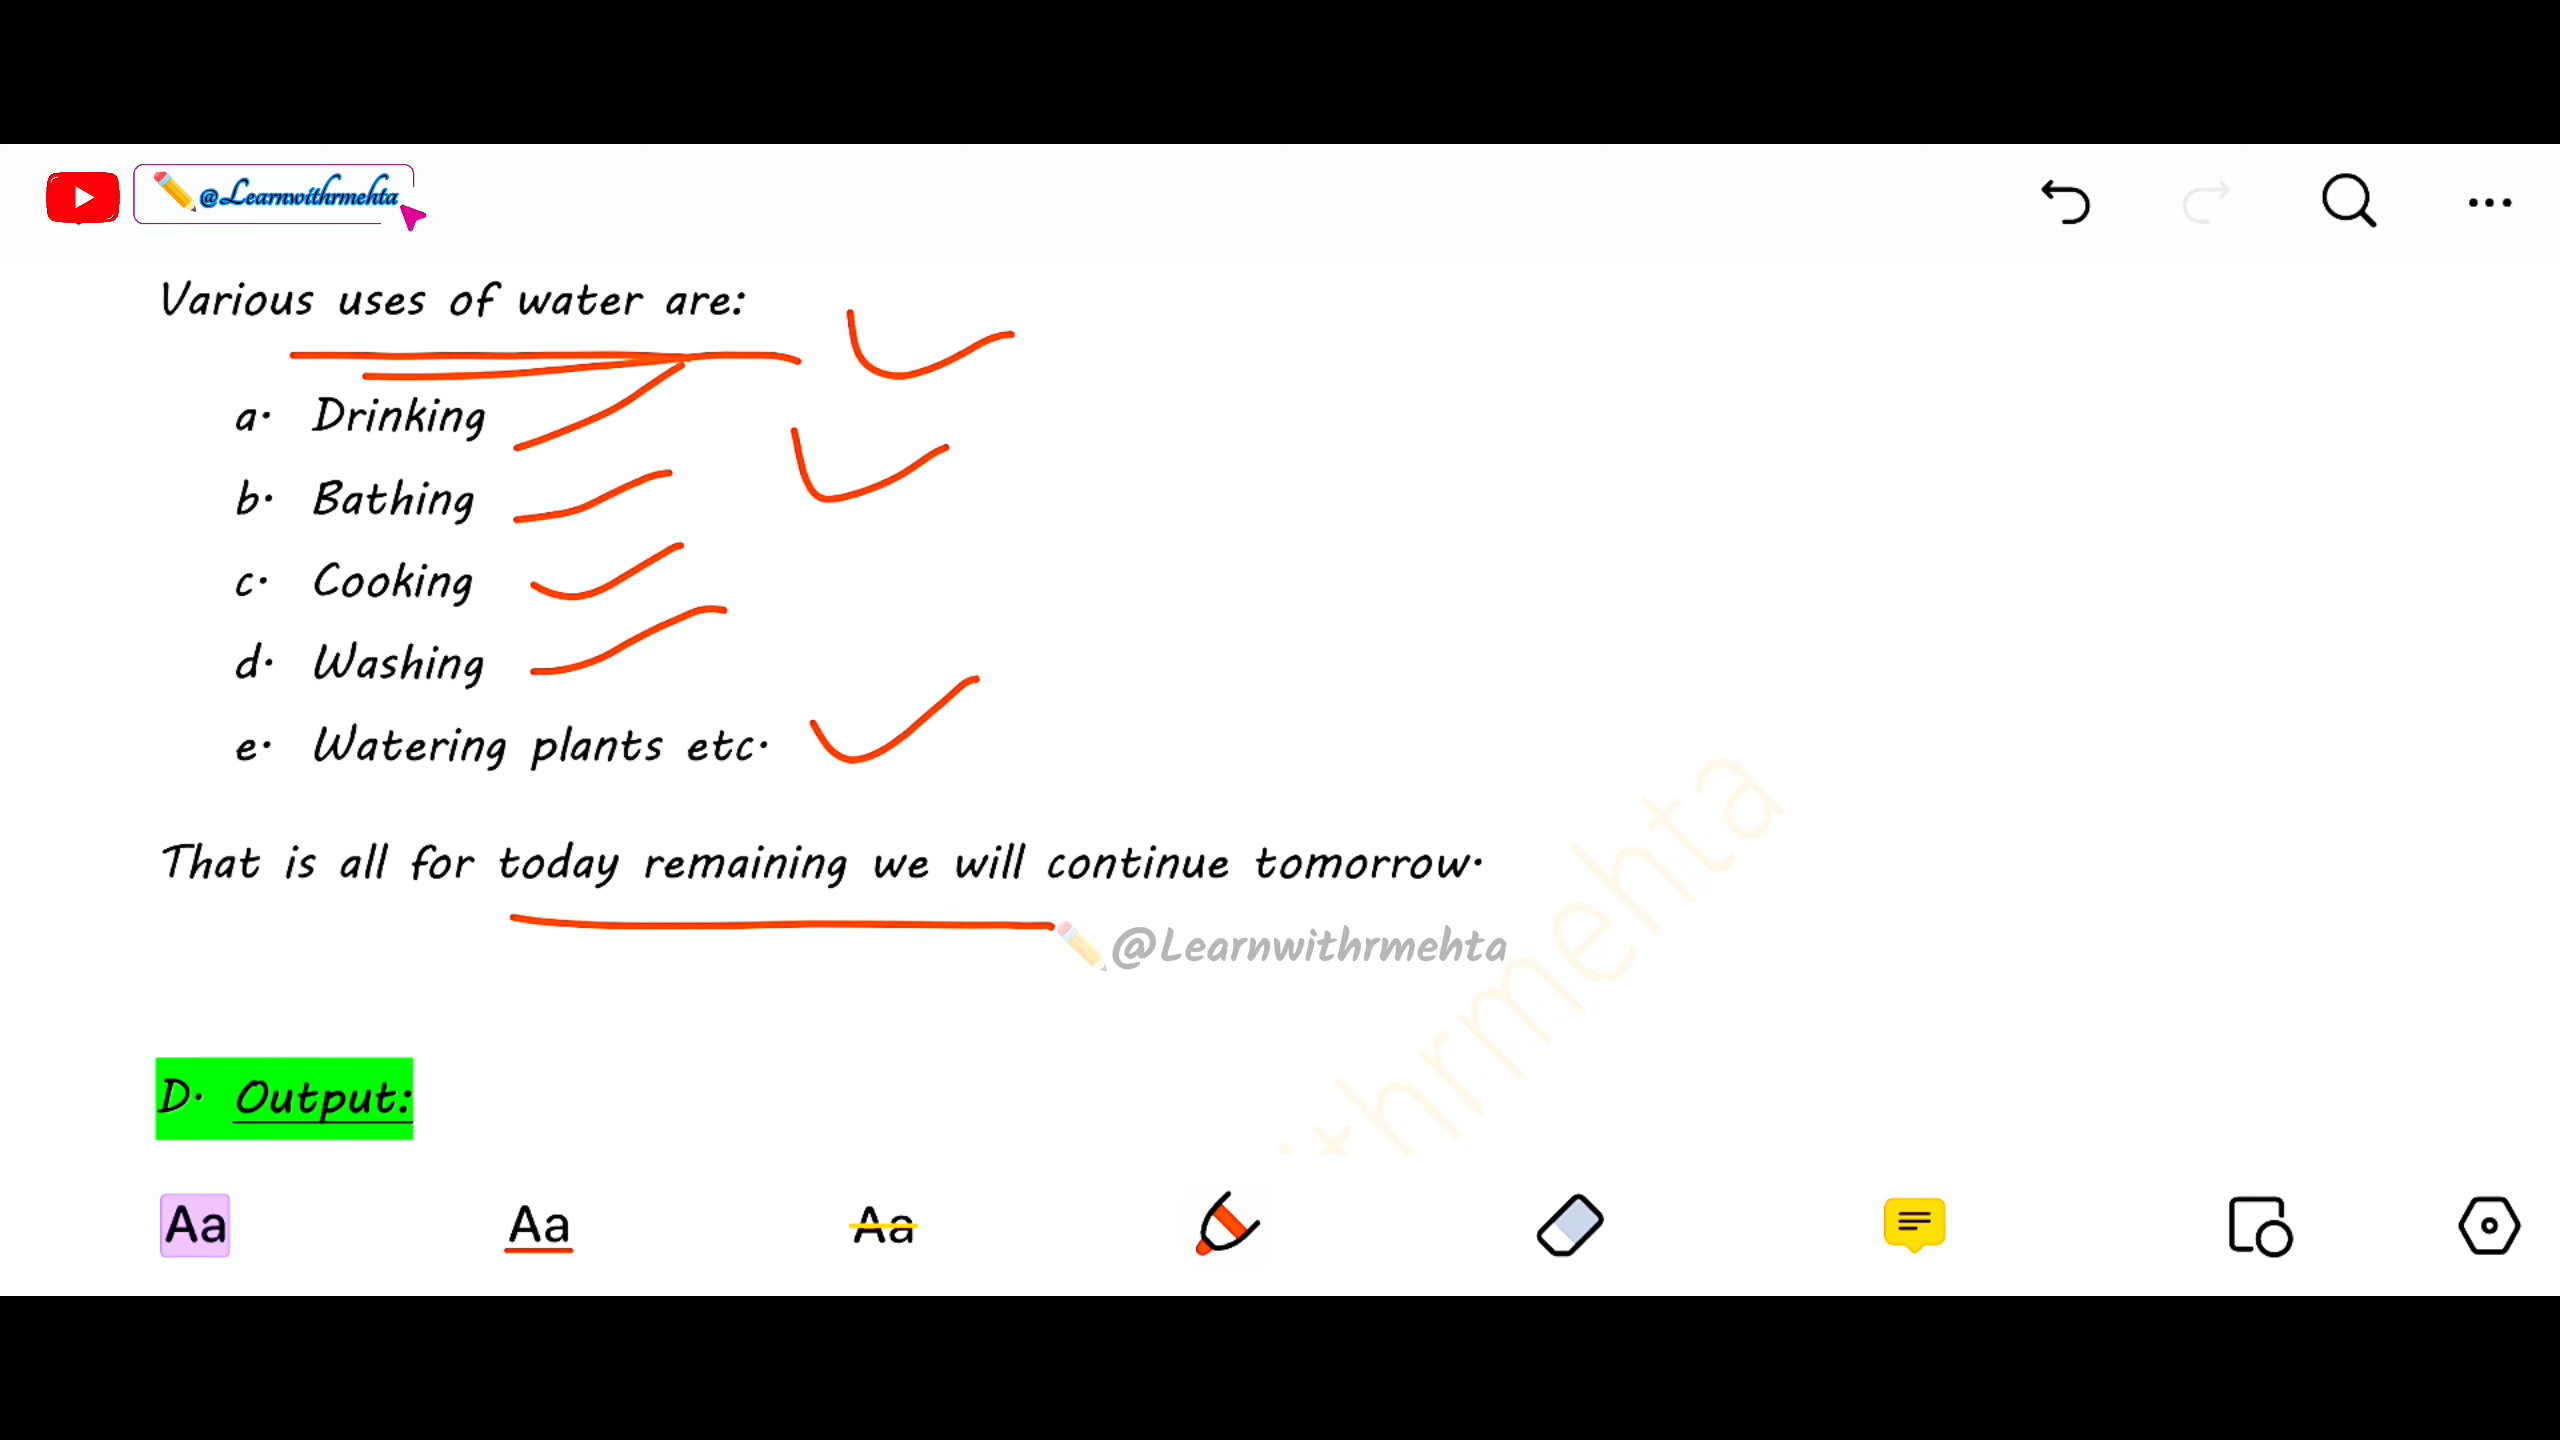 @Learnwithrmehta
Various uses of water are:
a. Drinking
b. Bathing
c. Cooking
d. Washing
e. Watering plants etc.
That is all for today remaining we will continue tomorrow.
@Learnwithrmehta
ithrmehta
D. Output:
Aa Aa Aa